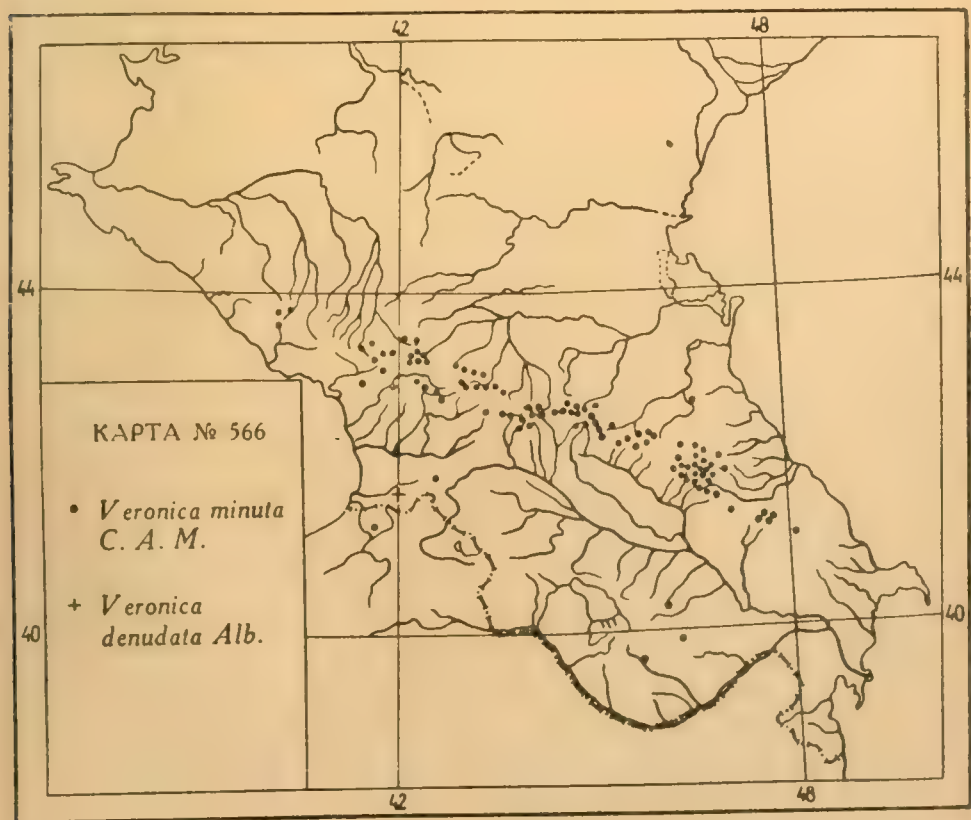 42 48
44 44
КАРТА № 566
• Veronica minuta
C. A. M.
+ Veronica
denudata Alb.
40 40
42 48